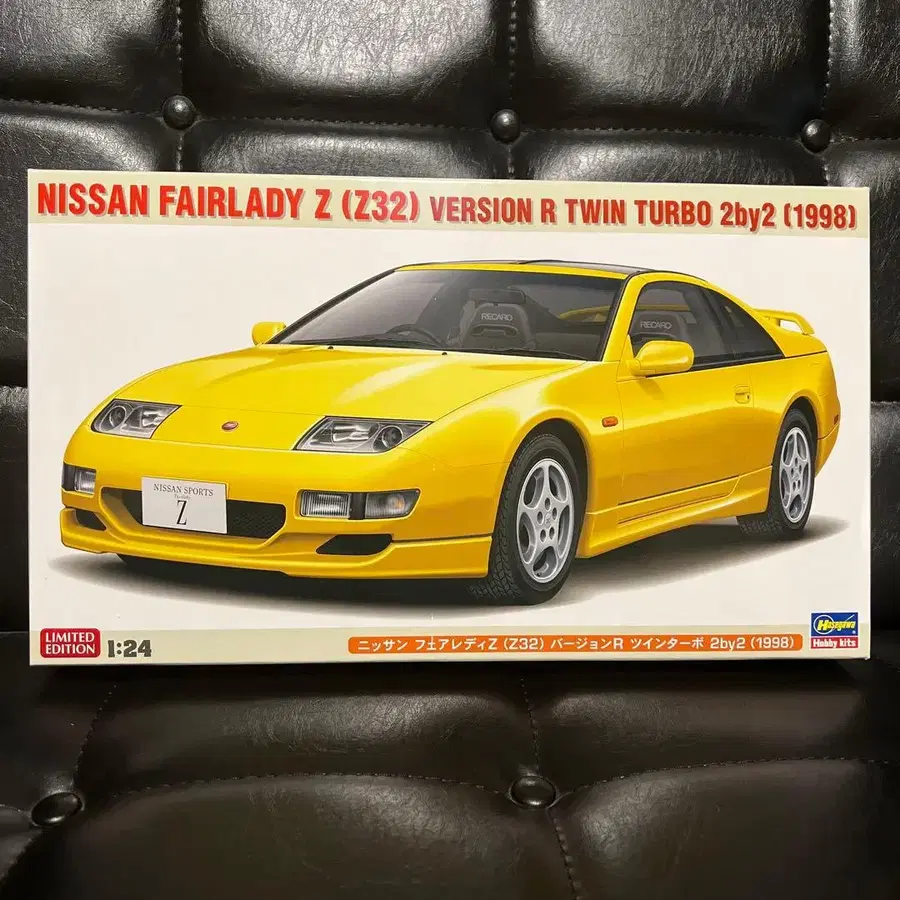 NISSAN FAIRLADY Z (Z32) VERSION R TWIN TURBO 2by2 (1998)
RECARO
RECARO
NISSAN SPORTS
Fairlady
Z
LIMITED EDITION
1:24
ニッサン フェアレディZ (Z32) バージョンR ツインターボ 2by2 (1998)
Hasegawa
Hobby kits